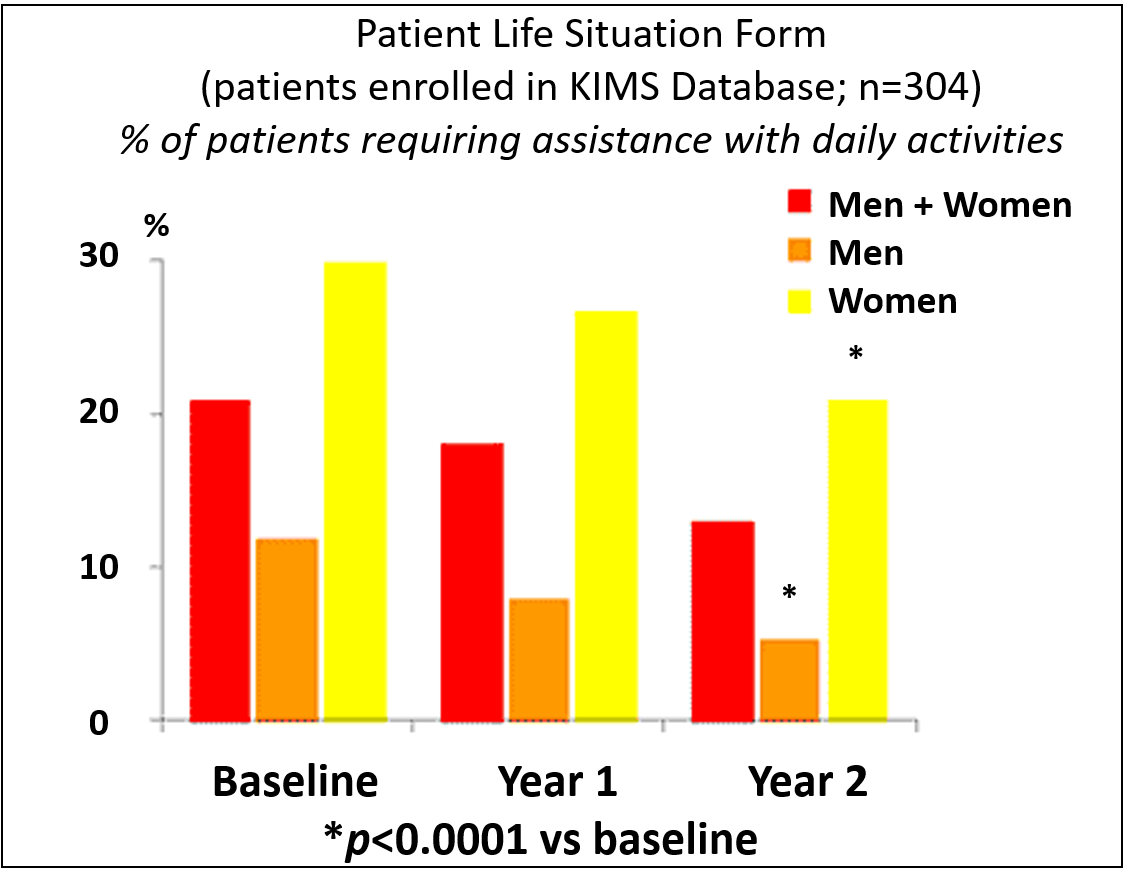 Patient Life Situation Form
(patients enrolled in KIMS Database; n=304)
% of patients requiring assistance with daily activities
Men + Women
Men
Women
%
30
20
10
0
*
*
Baseline
Year 1
Year 2
*p<0.0001 vs baseline